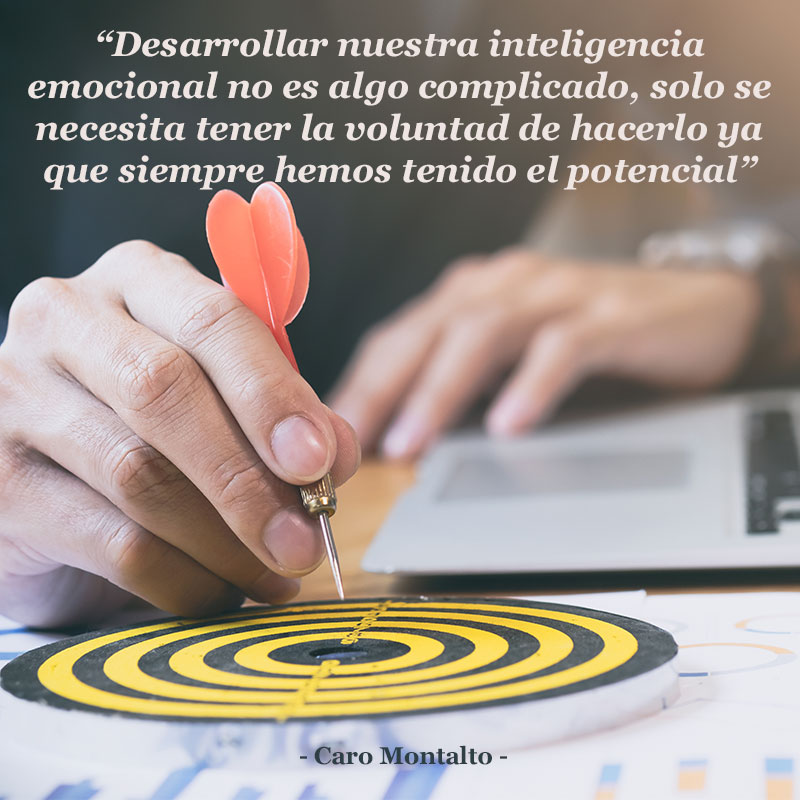 “Desarrollar nuestra inteligencia
emocional no es algo complicado, solo se
necesita tener la voluntad de hacerlo ya
que siempre hemos tenido el potencial”
- Caro Montalto -